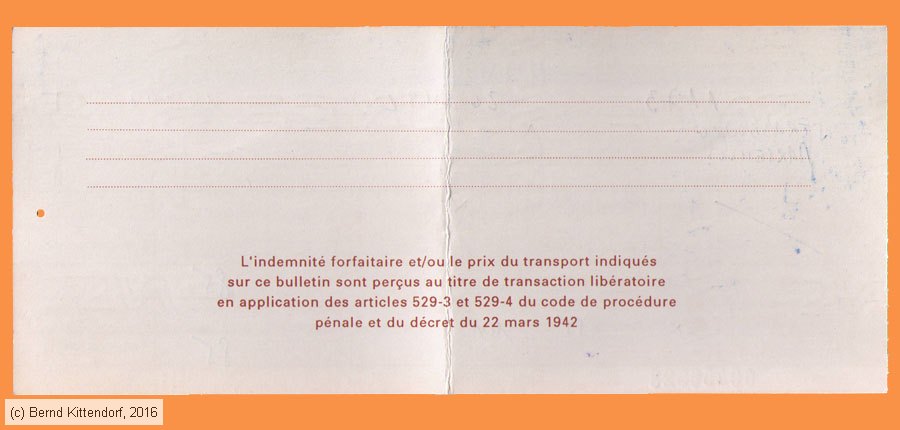 L'indemnité forfaitaire et/ou le prix du transport indiqués
sur ce bulletin sont perçus au titre de transaction libératoire
en application des articles 529-3 et 529-4 du code de procédure
pénale et du décret du 22 mars 1942
(c) Bernd Kittendorf, 2016